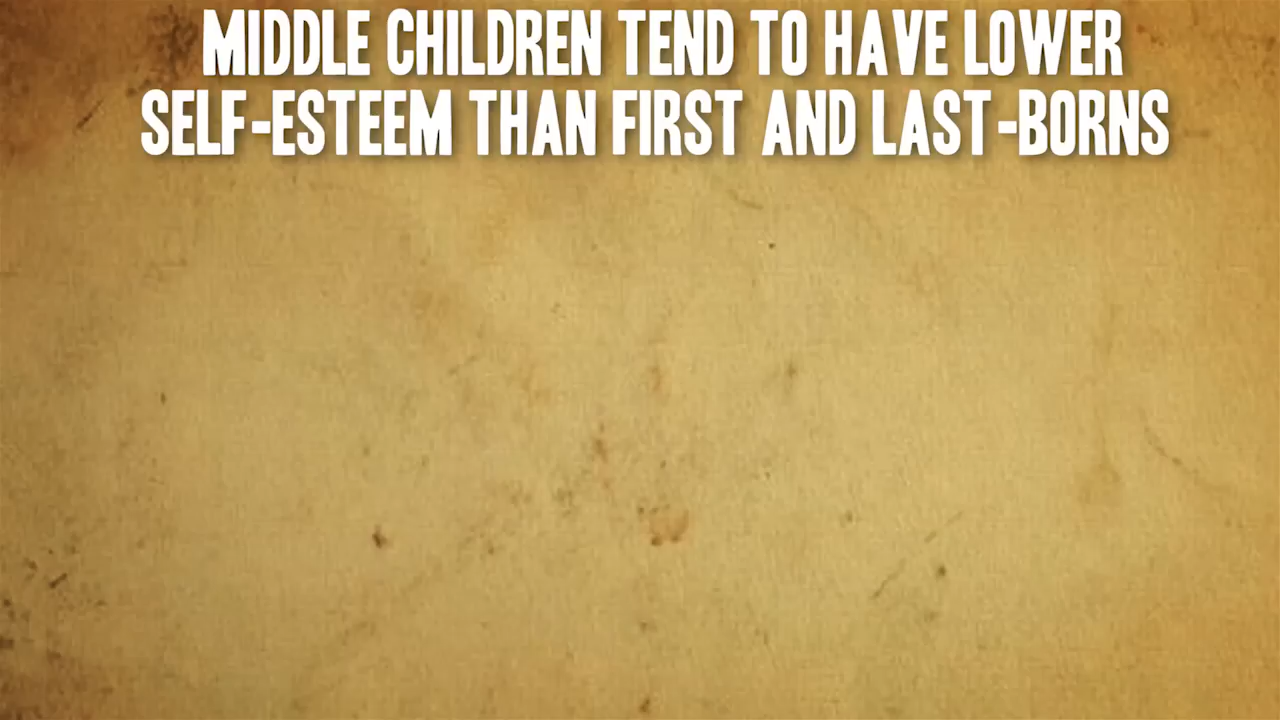 MIDDLE CHILDREN TEND TO HAVE LOWER
SELF-ESTEEM THAN FIRST AND LAST-BORNS